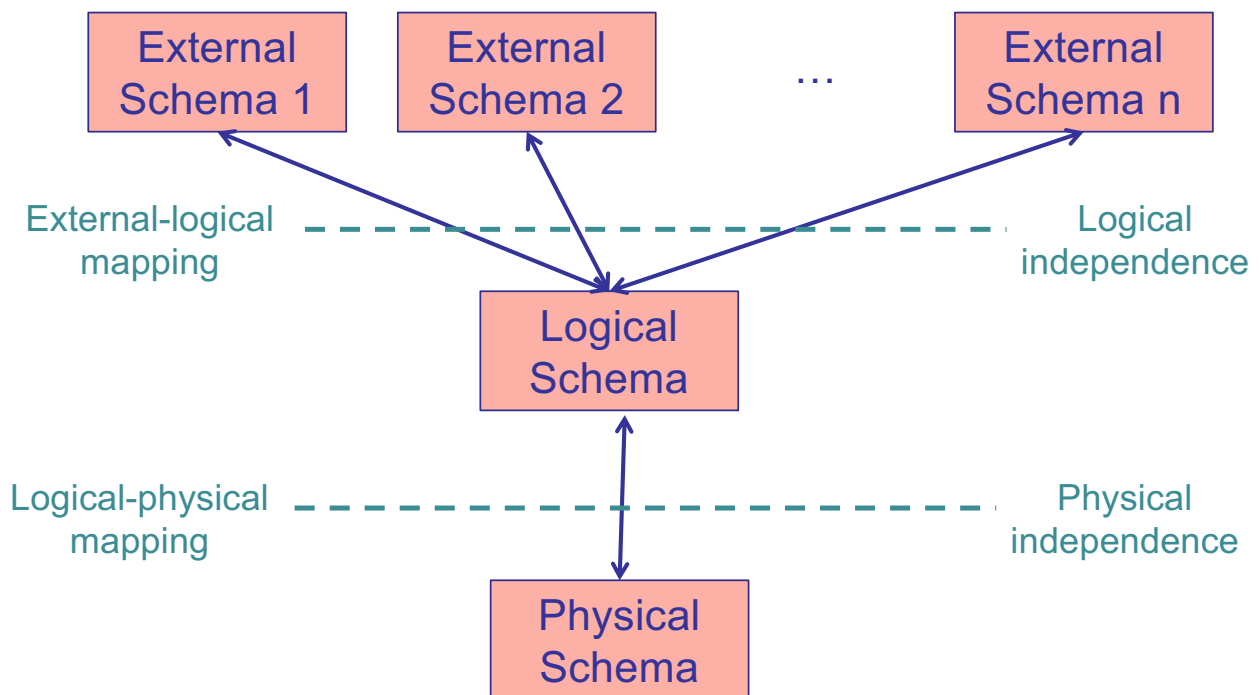 External
Schema 1
External
Schema 2
...
External
Schema n
External-logical
mapping
Logical
independence
Logical
Schema
Logical-physical
mapping
Physical
independence
Physical
Schema